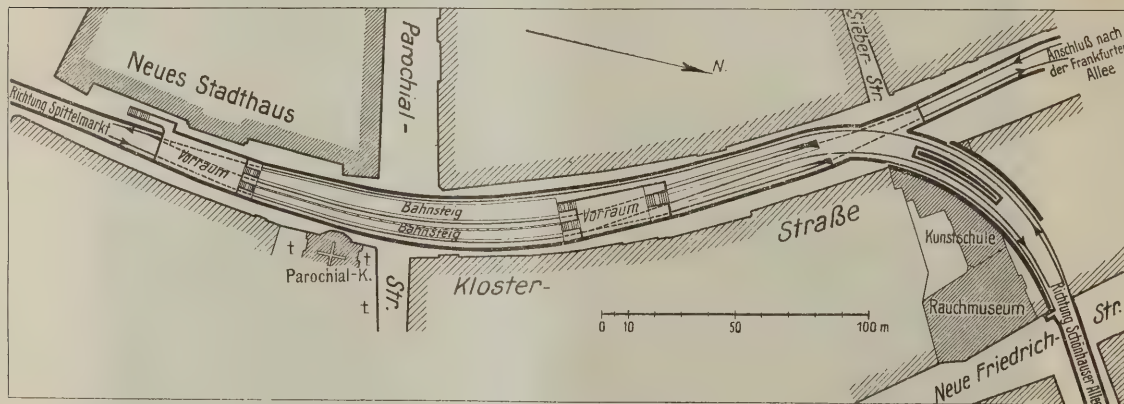 Neues Stadthaus
Parochial-
Sieber-Str.
N.
Anschluß nach
der Frankfurter
Allee
Richtung Spittelmarkt
Vorraum
Bahnsteig
Bahnsteig
Vorraum
Straße
Kunstschule
Parochial-K.
t
t
t
Str.
Kloster-
0 10 50 100 m
Rauchmuseum
Neue Friedrich-
Str.
Richtung Schönhauser Allee